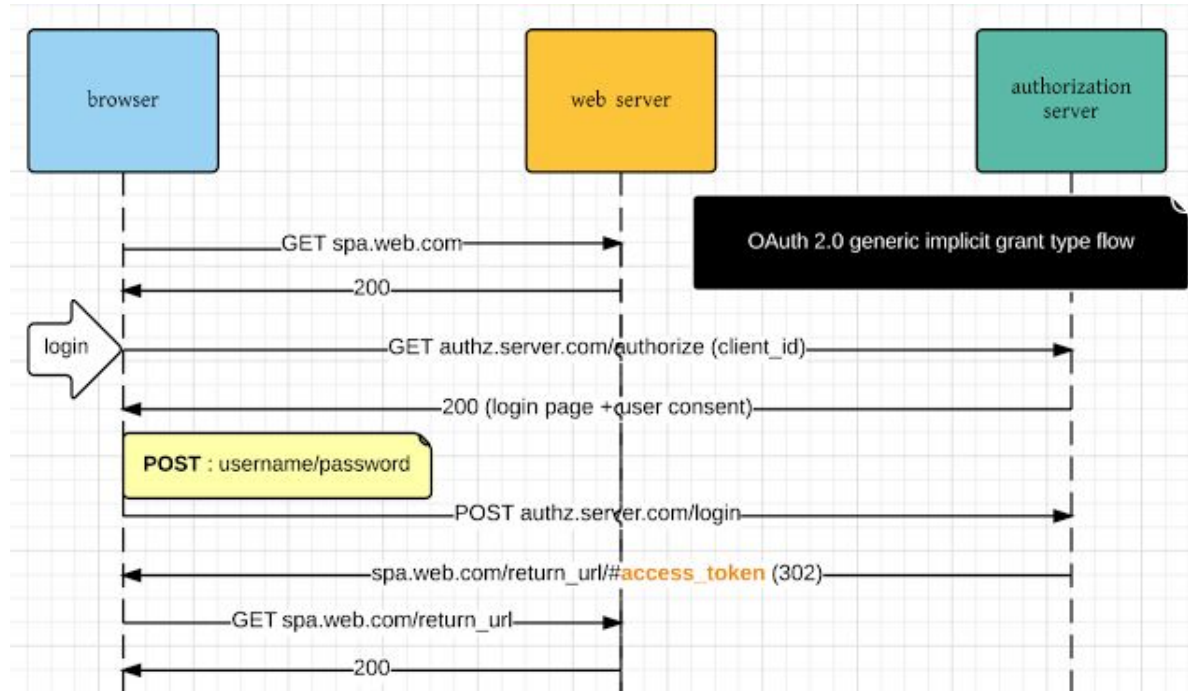 browser
web server
authorization
server
OAuth 2.0 generic implicit grant type flow
GET spa.web.com
200
login
GET authz.server.com/authorize (client_id)
200 (login page + user consent)
POST : username/password
POST authz.server.com/login
spa.web.com/return_url/#access_token (302)
GET spa.web.com/return_url
200